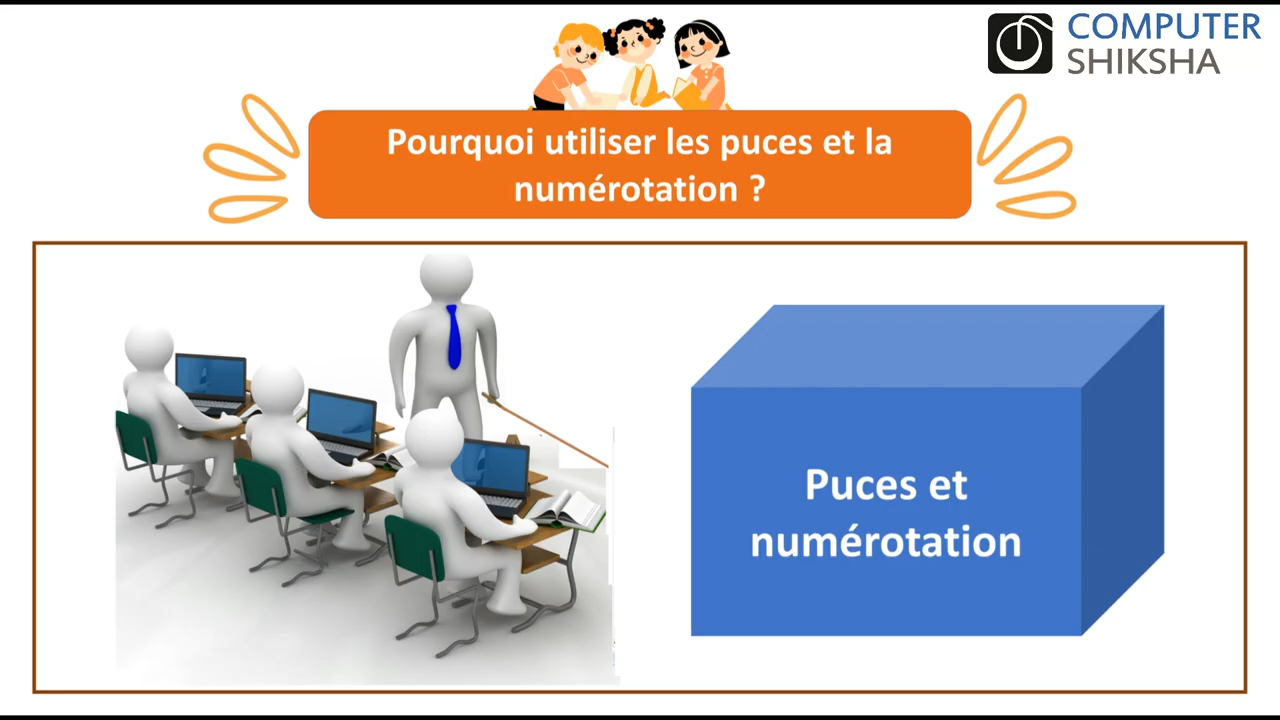 COMPUTER
SHIKSHA
Pourquoi utiliser les puces et la
numérotation ?
Puces et
numérotation